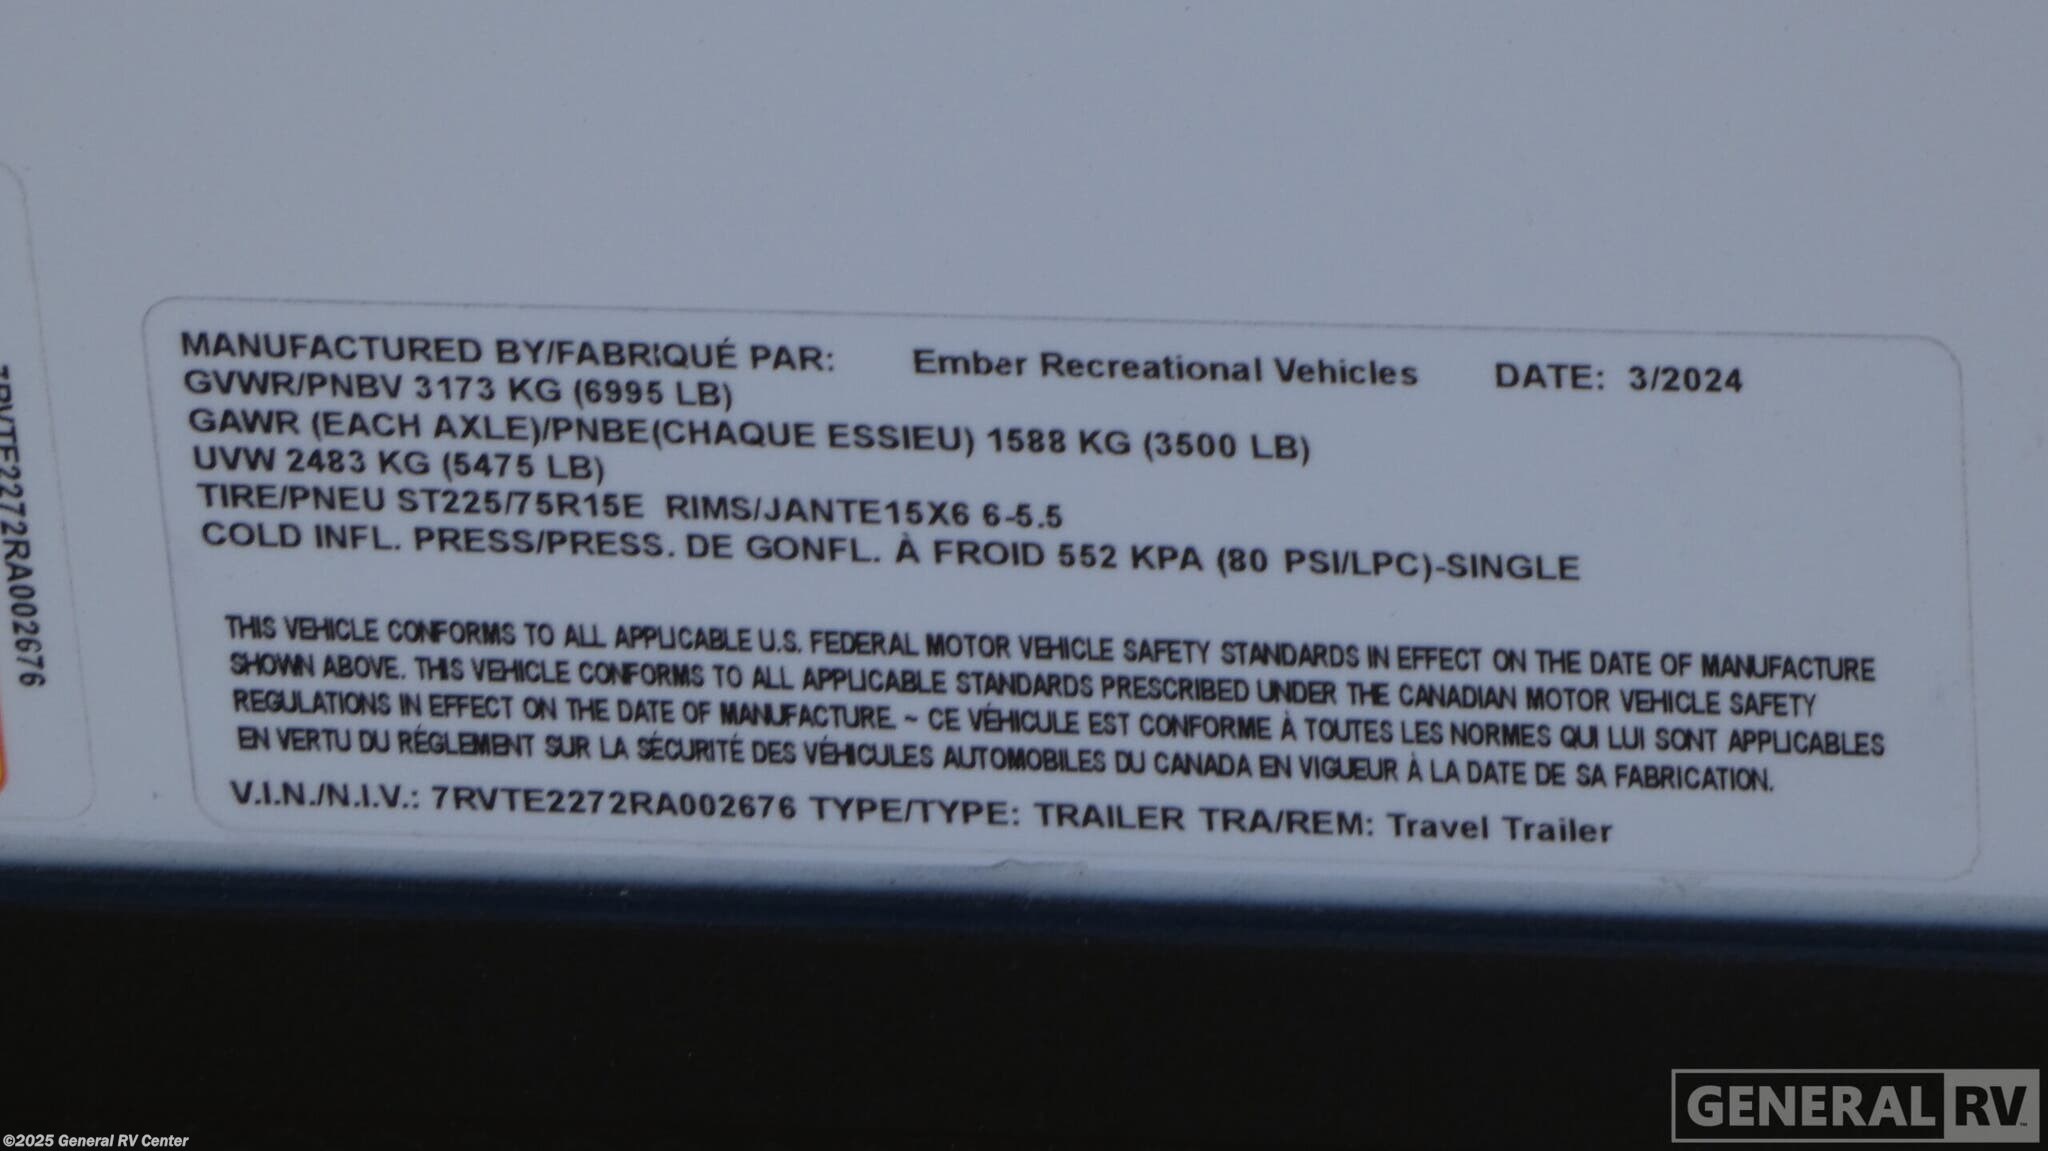 MANUFACTURED BY/FABRIQUÉ PAR: Ember Recreational Vehicles DATE: 3/2024
GVWR/PNBV 3173 KG (6995 LB)
GAWR (EACH AXLE)/PNBE(CHAQUE ESSIEU) 1588 KG (3500 LB)
UVW 2483 KG (5475 LB)
TIRE/PNEU ST225/75R15E RIMS/JANTE15X6 6-5.5
COLD INFL. PRESS/PRESS. DE GONFL. À FROID 552 KPA (80 PSI/LPC)-SINGLE
THIS VEHICLE CONFORMS TO ALL APPLICABLE U.S. FEDERAL MOTOR VEHICLE SAFETY STANDARDS IN EFFECT ON THE DATE OF MANUFACTURE
SHOWN ABOVE. THIS VEHICLE CONFORMS TO ALL APPLICABLE STANDARDS PRESCRIBED UNDER THE CANADIAN MOTOR VEHICLE SAFETY
REGULATIONS IN EFFECT ON THE DATE OF MANUFACTURE. ~ CE VÉHICULE EST CONFORME À TOUTES LES NORMES QUI LUI SONT APPLICABLES
EN VERTU DU RÉGLEMENT SUR LA SÉCURITÉ DES VÉHICULES AUTOMOBILES DU CANADA EN VIGUEUR À LA DATE DE SA FABRICATION.
V.I.N./N.I.V.: 7RVTE2272RA002676 TYPE/TYPE: TRAILER TRA/REM: Travel Trailer
7RVTE2272RA002676
©2025 General RV Center
GENERAL RV